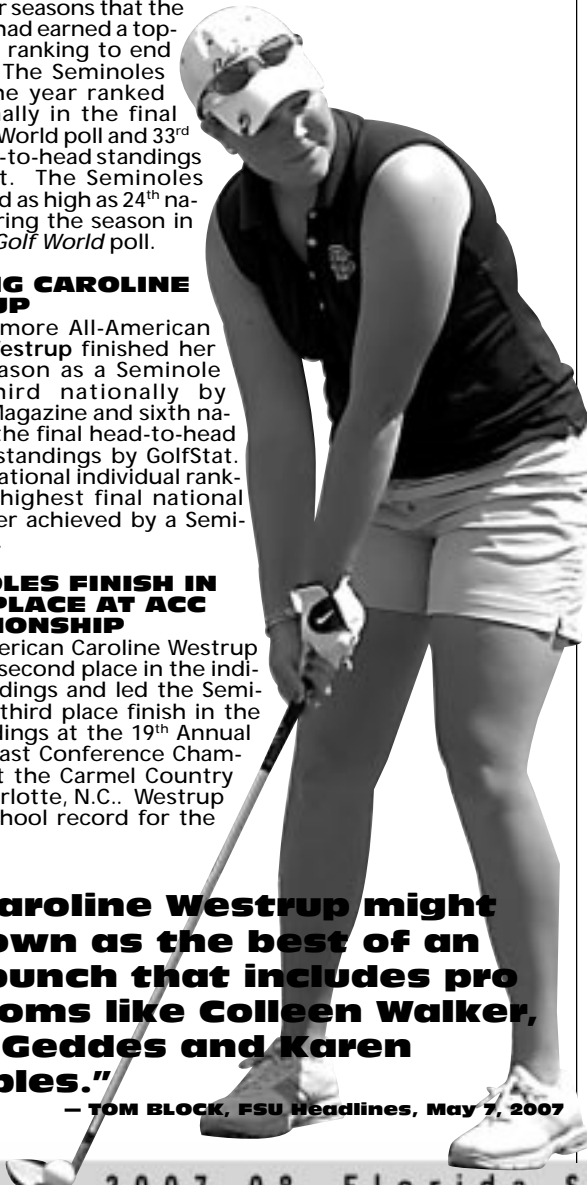 r seasons that the
had earned a top-
ranking to end
The Seminoles
ne year ranked
nally in the final
World poll and 33rd
-to-head standings
t. The Seminoles
d as high as 24th na-
ring the season in
Golf World poll.
NG CAROLINE
UP
more All-American
Westrup finished her
ason as a Seminole
hird nationally by
Magazine and sixth na-
the final head-to-head
standings by GolfStat.
ational individual rank-
highest final national
er achieved by a Semi-
OLES FINISH IN
PLACE AT ACC
IONSHIP
erican Caroline Westrup
second place in the indi-
dings and led the Semi-
third place finish in the
dings at the 19th Annual
ast Conference Cham-
t the Carmel Country
rlotte, N.C.. Westrup
hool record for the
aroline Westrup might
own as the best of an
bunch that includes pro
oms like Colleen Walker,
Geddes and Karen
bles.”
— TOM BLOCK, FSU Headlines, May 7, 2007
2007-08 Florida S